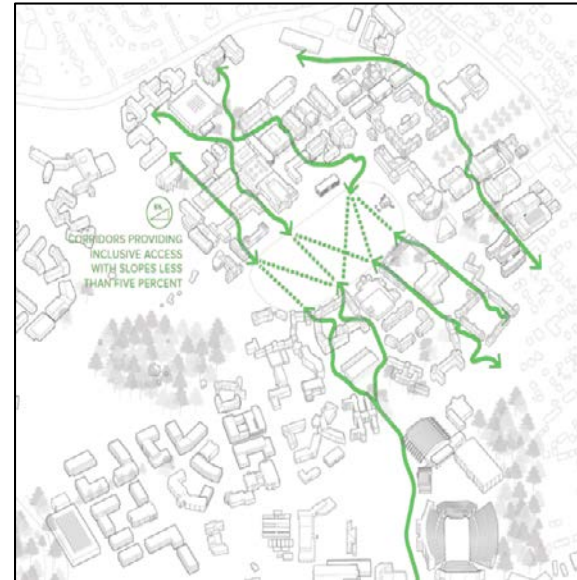 5%
CORRIDORS PROVIDING
INCLUSIVE ACCESS
WITH SLOPES LESS
THAN FIVE PERCENT